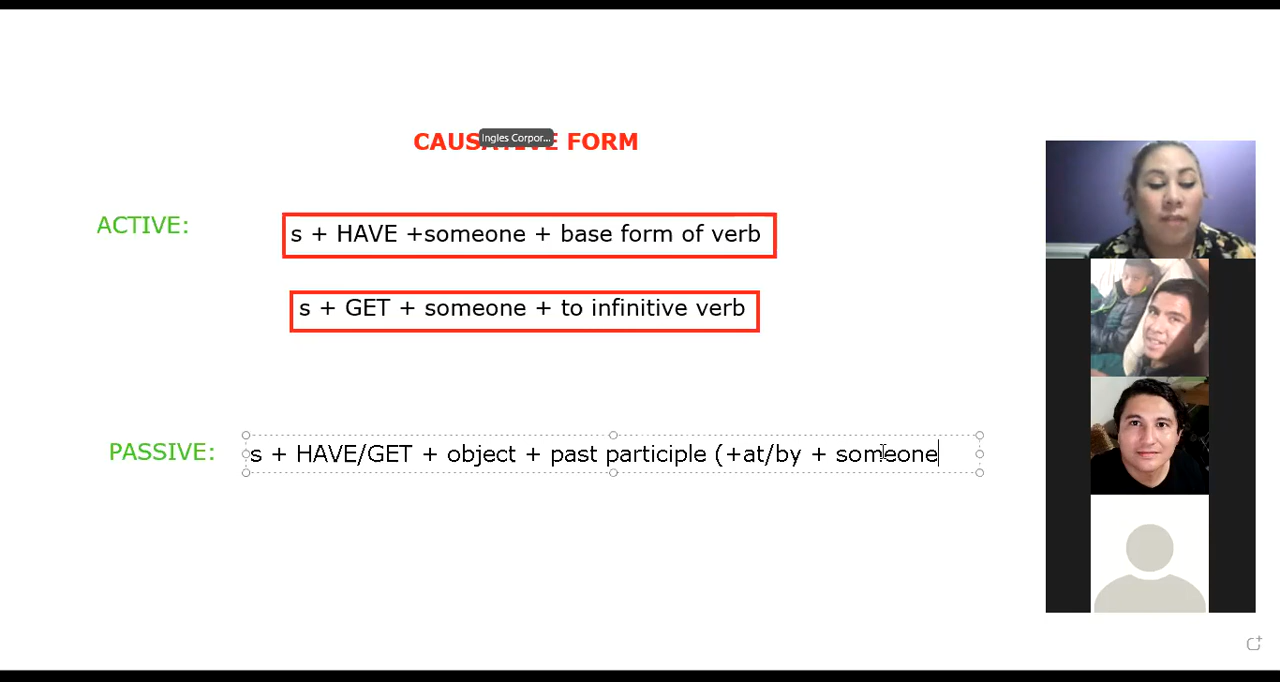 CAUSATIVE FORM
Ingles Corpor...
ACTIVE:
s + HAVE +someone + base form of verb
s + GET + someone + to infinitive verb
PASSIVE:
s + HAVE/GET + object + past participle (+at/by + someone